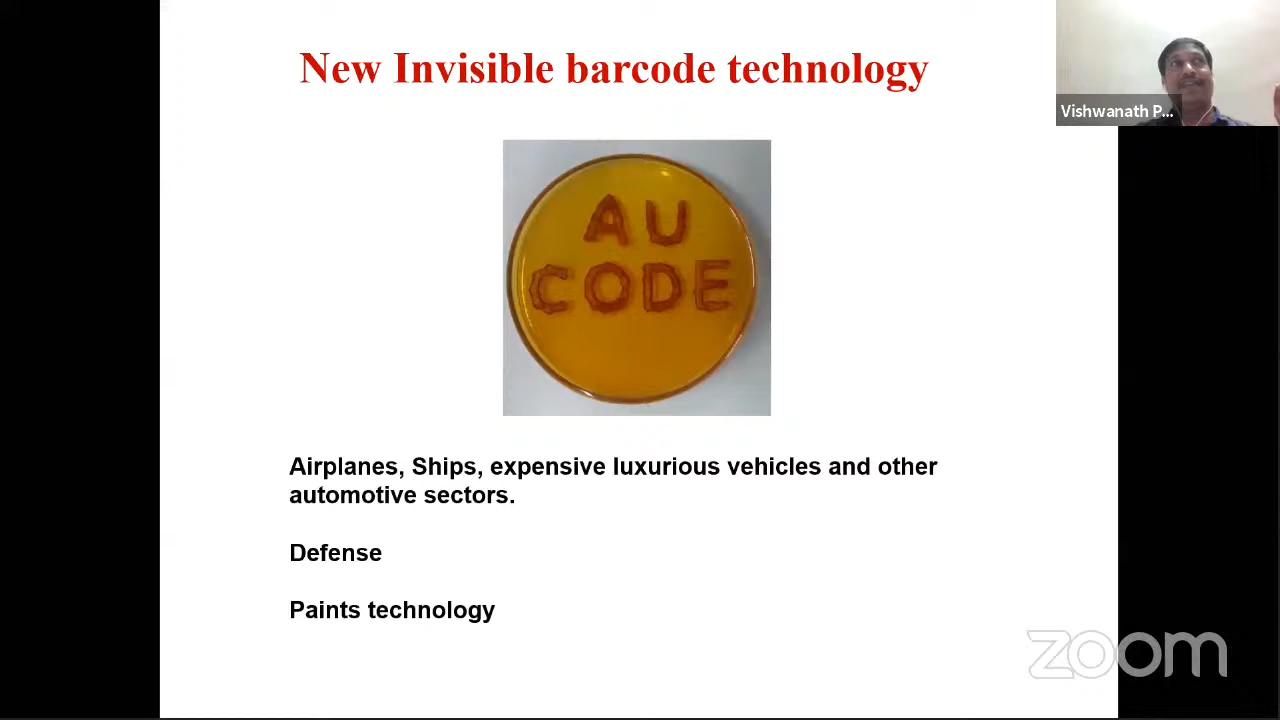 New Invisible barcode technology
Vishwanath P...
AU
CODE
Airplanes, Ships, expensive luxurious vehicles and other
automotive sectors.
Defense
Paints technology
zoom